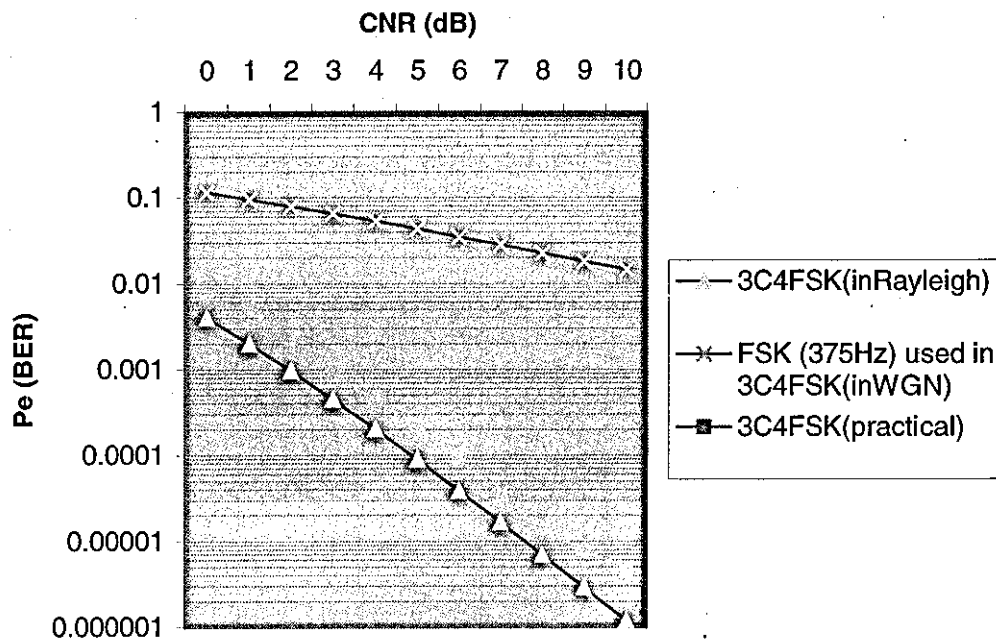 CNR (dB)
0 1 2 3 4 5 6 7 8 9 10
Pe (BER)
1
0.1
0.01
0.001
0.0001
0.00001
0.000001
3C4FSK(inRayleigh)
FSK (375Hz) used in
3C4FSK(inWGN)
3C4FSK(practical)